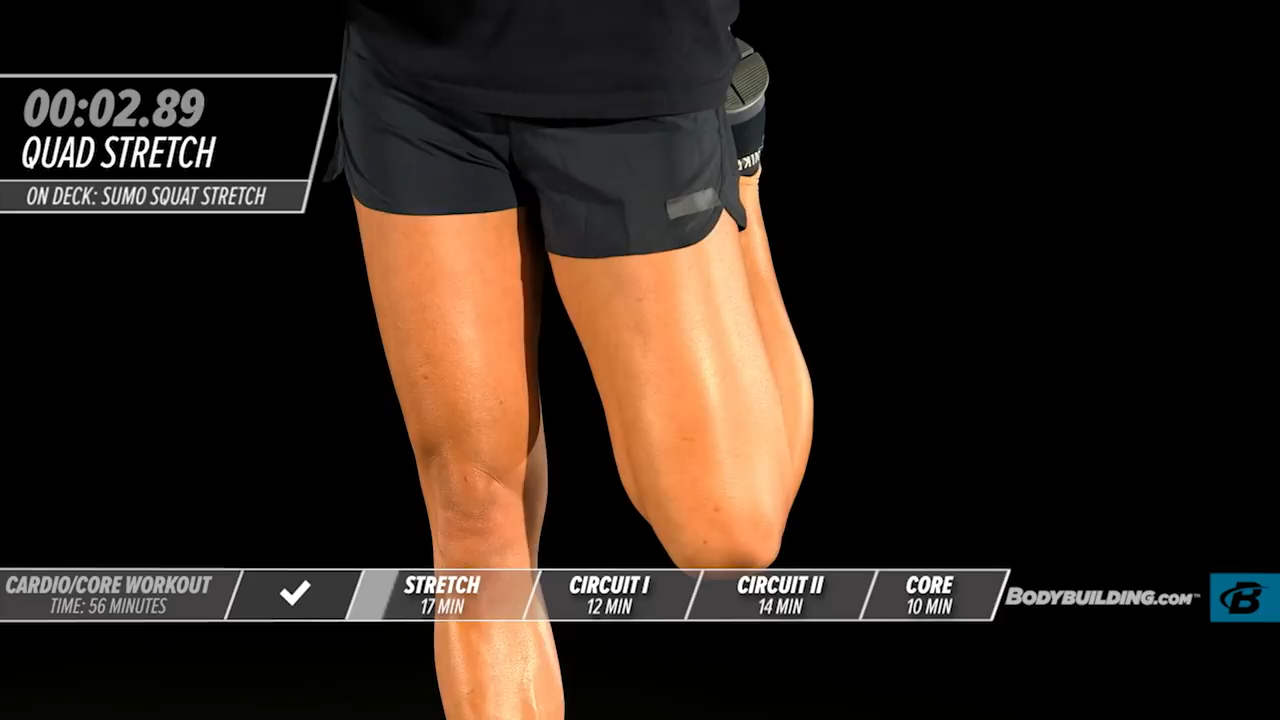 00:02.89
QUAD STRETCH
ON DECK: SUMO SQUAT STRETCH
CARDIO/CORE WORKOUT
TIME: 56 MINUTES
STRETCH
17 MIN
CIRCUIT I
12 MIN
CIRCUIT II
14 MIN
CORE
10 MIN
BODYBUILDING.COM™
B